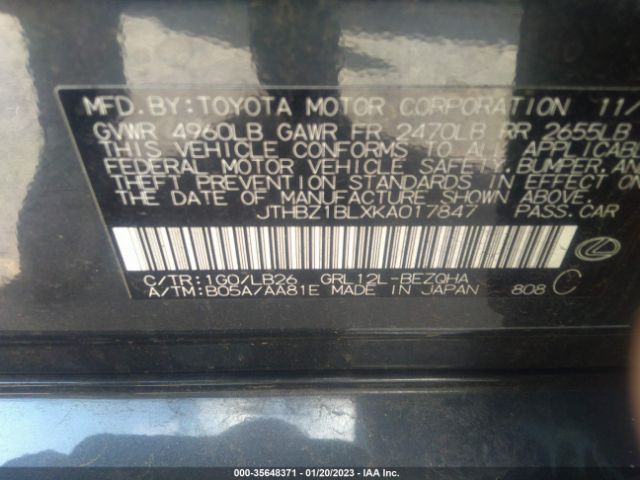 MFD. BY: TOYOTA MOTOR CORPORATION 11/
GVWR 4960LB GAWR FR 2470LB RR 2655LB
THIS VEHICLE CONFORMS TO ALL APPLICABL
FEDERAL MOTOR VEHICLE SAFETY, BUMPER, AN
THEFT PREVENTION STANDARDS IN EFFECT ON
THE DATE OF MANUFACTURE SHOWN ABOVE.
JTHBZ1BLXKA017847 PASS. CAR
C/TR: 1G0/LB26 GRL12L-BEZQHA
A/TM: B05A/AA81E MADE IN JAPAN 808 C
000-35648371 - 01/20/2023 - IAA Inc.